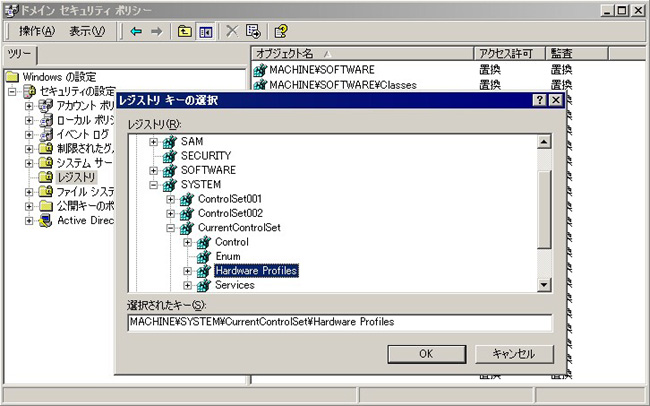 ドメイン セキュリティ ポリシー
操作(A) 表示(V)
ツリー
オブジェクト名 アクセス許可 監査
Windows の設定
セキュリティの設定
アカウント ポリ
ローカル ポリシ
イベント ログ
制限されたグル
システム サー
レジストリ
ファイル システ
公開キーのポ
Active Direc
MACHINE¥SOFTWARE 置換 置換
MACHINE¥SOFTWARE¥Classes 置換 置換
レジストリ キーの選択
レジストリ(R):
SAM
SECURITY
SOFTWARE
SYSTEM
ControlSet001
ControlSet002
CurrentControlSet
Control
Enum
Hardware Profiles
Services
選択されたキー(S):
MACHINE¥SYSTEM¥CurrentControlSet¥Hardware Profiles
OK キャンセル